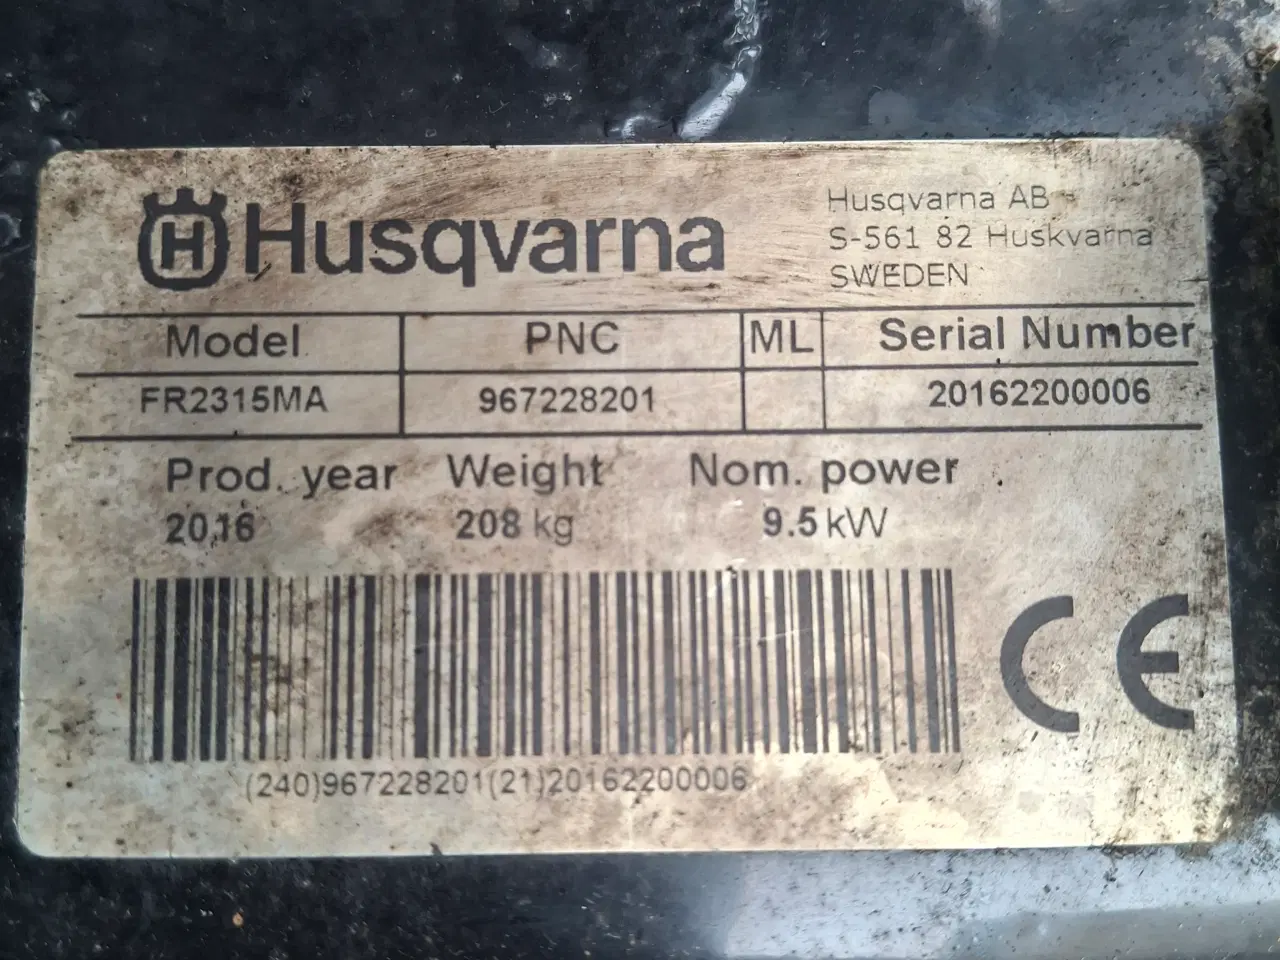 Husqvarna
Husqvarna AB
S-561 82 Huskvarna
SWEDEN
Model PNC ML Serial Number
FR2315MA 967228201 20162200006
Prod. year Weight Nom. power
2016 208 kg 9.5 kW
(240)967228201(21)20162200006
CE